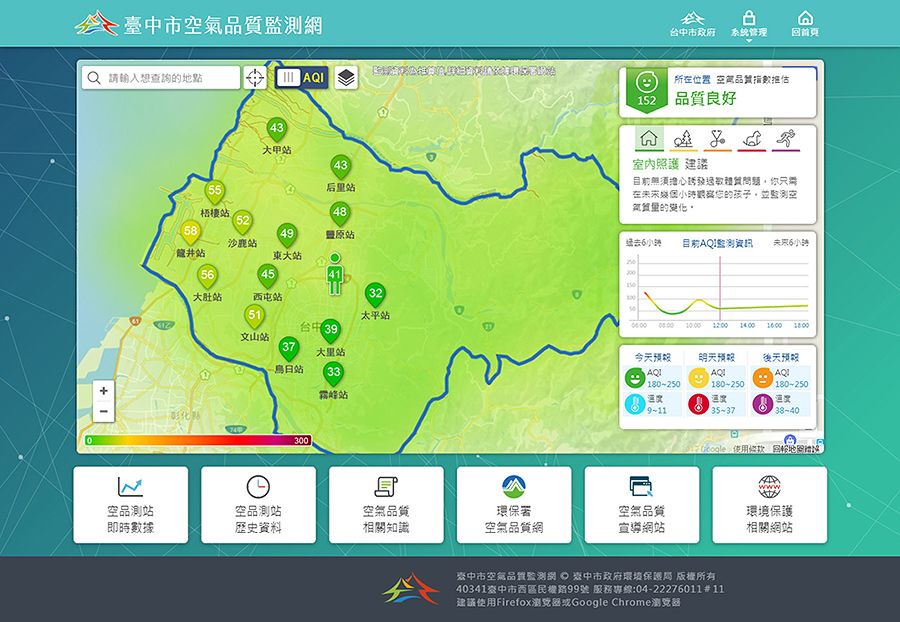 臺中市空氣品質監測網
台中市政府
系統管理
回首頁
請輸入想查詢的地點
AQI
所在位置 空氣品質指數推估
152
品質良好
室內照護 建議
目前無須擔心誘發過敏體質問題，你只需
在未來幾個小時觀察您的孩子，並監測空
氣質量的變化。
過去6小時 目前AQI監測資訊 未來6小時
250
200
150
100
50
06:00 08:00 10:00 12:00 14:00 16:00 18:00
今天預報 明天預報 後天預報
AQI AQI AQI
180~250 180~250 180~250
溫度 溫度 溫度
9~11 35~37 38~40
43
大甲站
43
后里站
55
梧棲站
48
豐原站
52
沙鹿站
58
龍井站
49
東大站
56
大肚站
45
西屯站
41
32
太平站
51
文山站
台中
39
大里站
37
烏日站
33
霧峰站
彰化縣
+
−
0 300
Google 使用條款 回報地圖錯誤
空品測站
即時數據
空品測站
歷史資料
空氣品質
相關知識
環保署
空氣品質網
空氣品質
宣導網站
WWW
環境保護
相關網站
臺中市空氣品質監測網 © 臺中市政府環境保護局 版權所有
40341臺中市西區民權路99號 服務專線:04-22276011#11
建議使用Firefox瀏覽器或Google Chrome瀏覽器